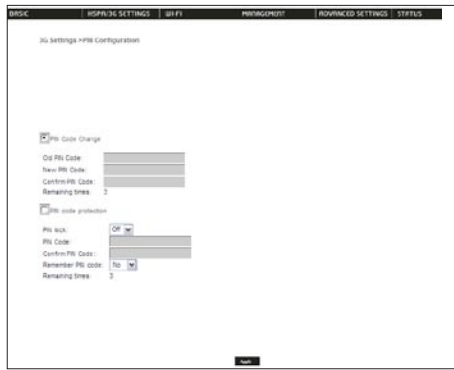 BASIC HSPA/3G SETTINGS WI-FI MANAGEMENT ADVANCED SETTINGS STATUS
3G Settings >PIN Configuration
PIN Code Change
Old PIN Code:
New PIN Code:
Confirm PIN Code:
Remaining times: 3
PIN code protection
PIN lock: Off
PIN Code:
Confirm PIN Code:
Remember PIN code: No
Remaining times: 3
Apply